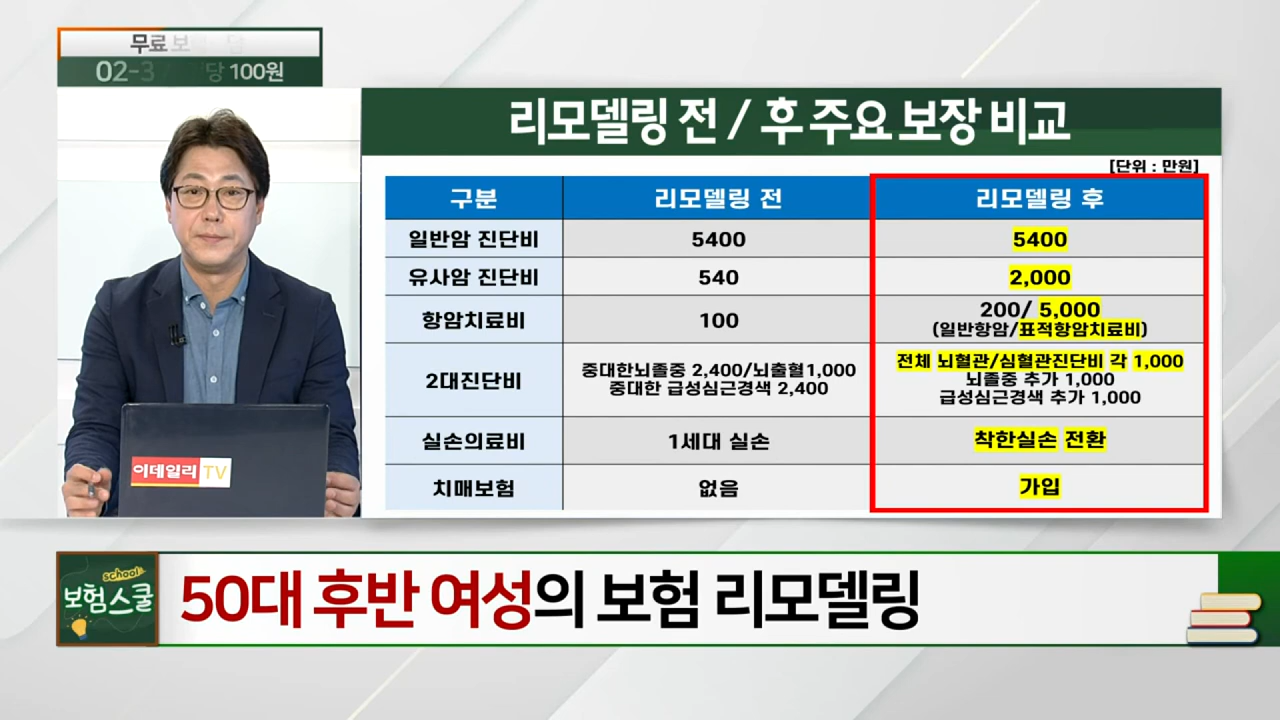 무료 보
02-3 당 100원
리모델링 전 / 후 주요 보장 비교
[단위 : 만원]
구분 리모델링 전 리모델링 후
일반암 진단비 5400 5400
유사암 진단비 540 2,000
항암치료비 100 200/ 5,000
(일반항암/표적항암치료비)
2대진단비 중대한뇌졸중 2,400/뇌출혈1,000
중대한 급성심근경색 2,400
전체 뇌혈관/심혈관진단비 각 1,000
뇌졸중 추가 1,000
급성심근경색 추가 1,000
실손의료비 1세대 실손 착한실손 전환
치매보험 없음 가입
이데일리 TV
school
보험스쿨
50대 후반 여성의 보험 리모델링